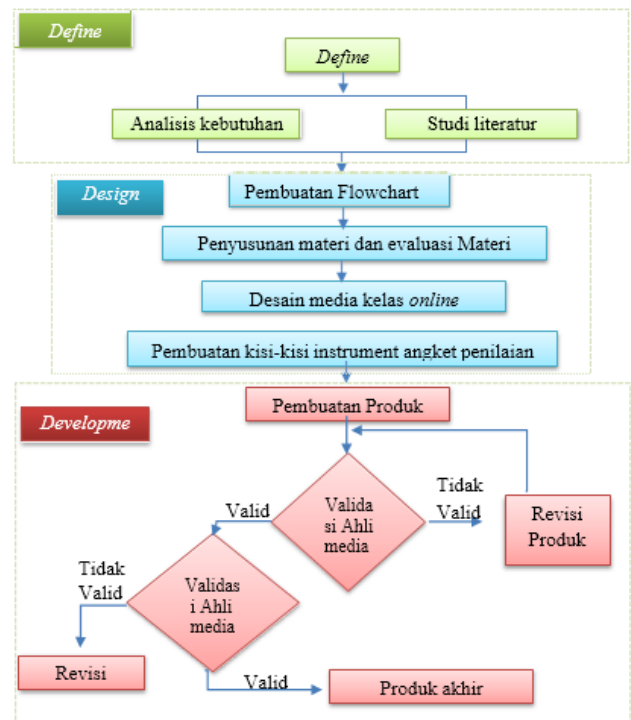 Define
Define
Analisis kebutuhan
Studi literatur
Design
Pembuatan Flowchart
Penyusunan materi dan evaluasi Materi
Desain media kelas online
Pembuatan kisi-kisi instrument angket penilaian
Developme
Pembuatan Produk
Valida
si Ahli
media
Valid
Tidak
Valid
Revisi
Produk
Validas
i Ahli
media
Tidak
Valid
Revisi
Valid
Produk akhir